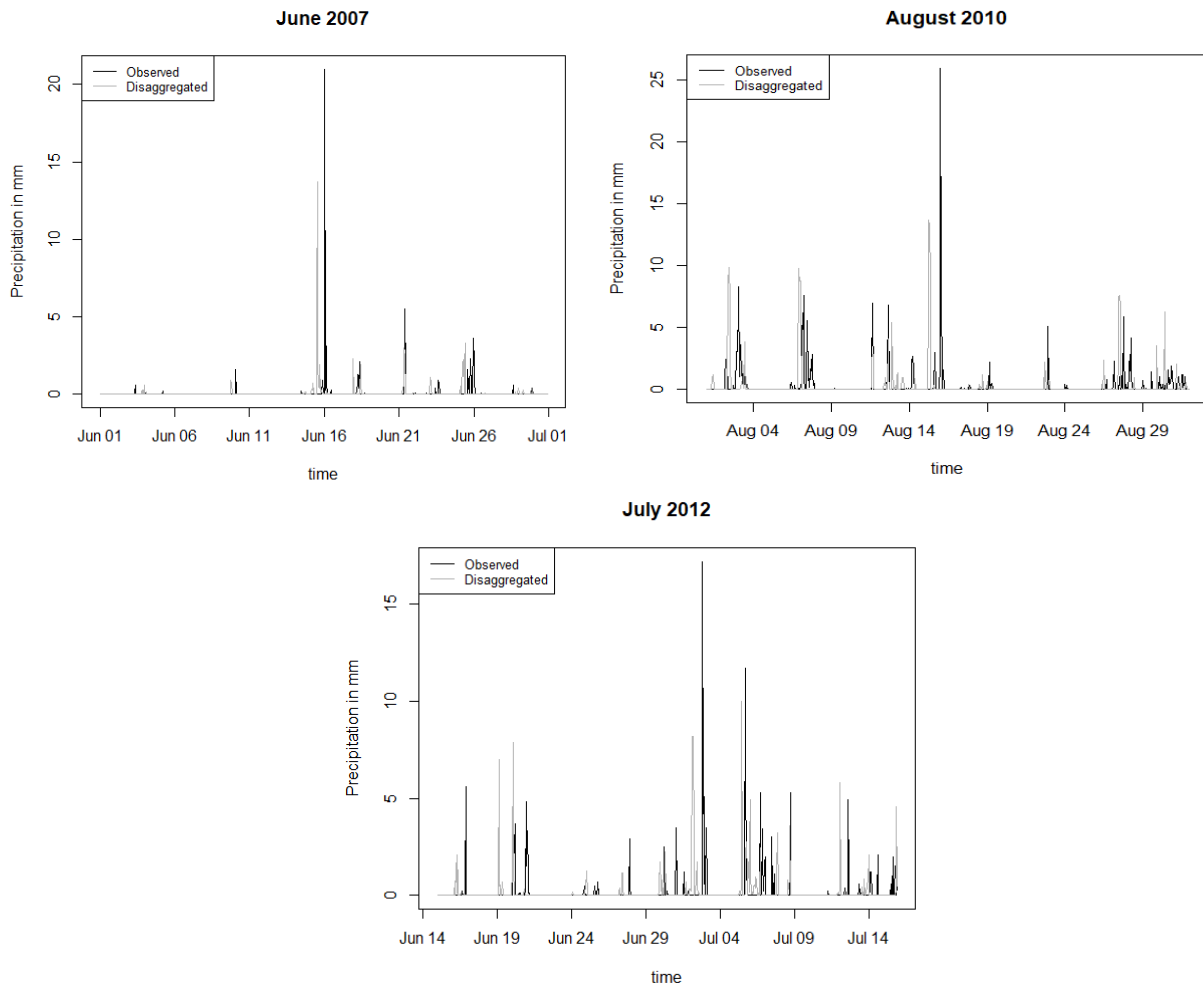 June 2007
Observed
Disaggregated
Precipitation in mm
20
15
10
5
0
Jun 01 Jun 06 Jun 11 Jun 16 Jun 21 Jun 26 Jul 01
time
August 2010
Observed
Disaggregated
Precipitation in mm
25
20
15
10
5
0
Aug 04 Aug 09 Aug 14 Aug 19 Aug 24 Aug 29
time
July 2012
Observed
Disaggregated
Precipitation in mm
15
10
5
0
Jun 14 Jun 19 Jun 24 Jun 29 Jul 04 Jul 09 Jul 14
time